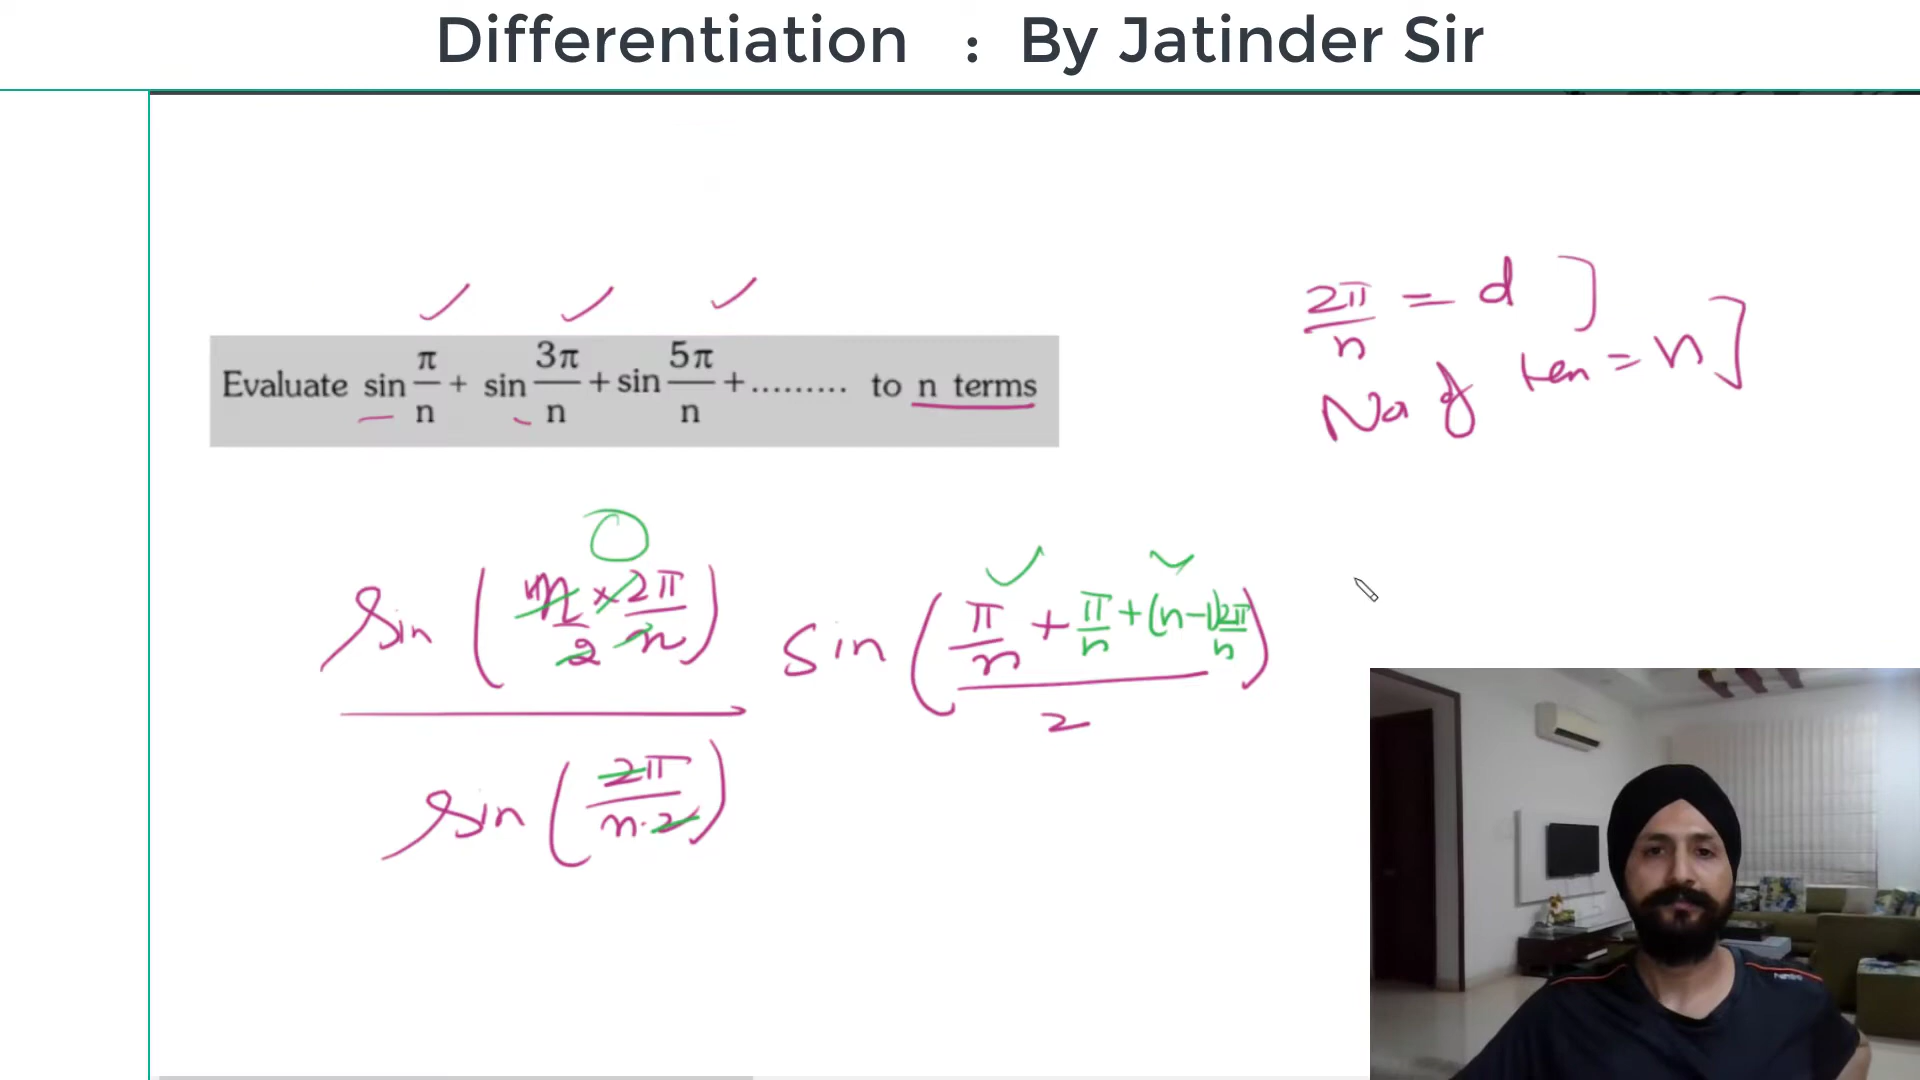 Differentiation : By Jatinder Sir
2π/n = d ]
No of ten = n ]
Evaluate sin π/n + sin 3π/n + sin 5π/n + ......... to n terms
0
sin ( n/2 × 2π/n ) sin ( ( π/n + π/n + (n-1) 2π/n ) / 2 )
sin ( 2π / n·2 )